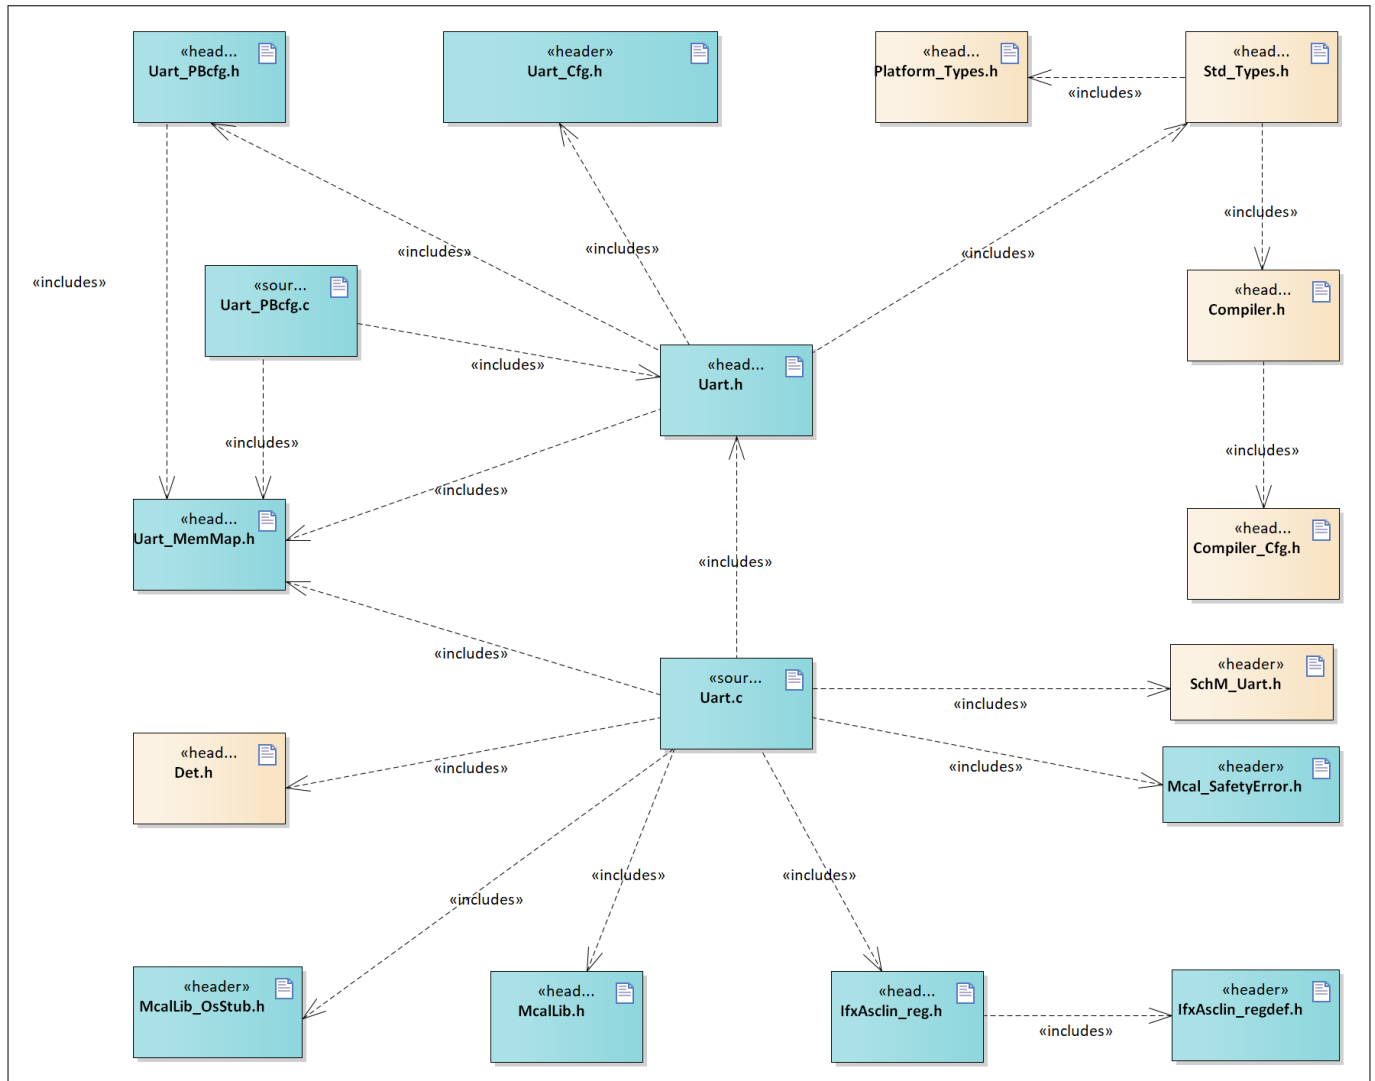 «head...
Uart_PBcfg.h
«header»
Uart_Cfg.h
«head...
Platform_Types.h
«head...
Std_Types.h
«includes»
«includes»
«includes»
«includes»
«includes»
«includes»
«sour...
Uart_PBcfg.c
«head...
Compiler.h
«includes»
«head...
Uart.h
«includes»
«includes»
«includes»
«head...
Uart_MemMap.h
«head...
Compiler_Cfg.h
«includes»
«includes»
«sour...
Uart.c
«header»
SchM_Uart.h
«includes»
«head...
Det.h
«includes»
«includes»
«header»
Mcal_SafetyError.h
«includes»
«includes»
«includes»
«header»
McalLib_OsStub.h
«head...
McalLib.h
«head...
IfxAsclin_reg.h
«header»
IfxAsclin_regdef.h
«includes»